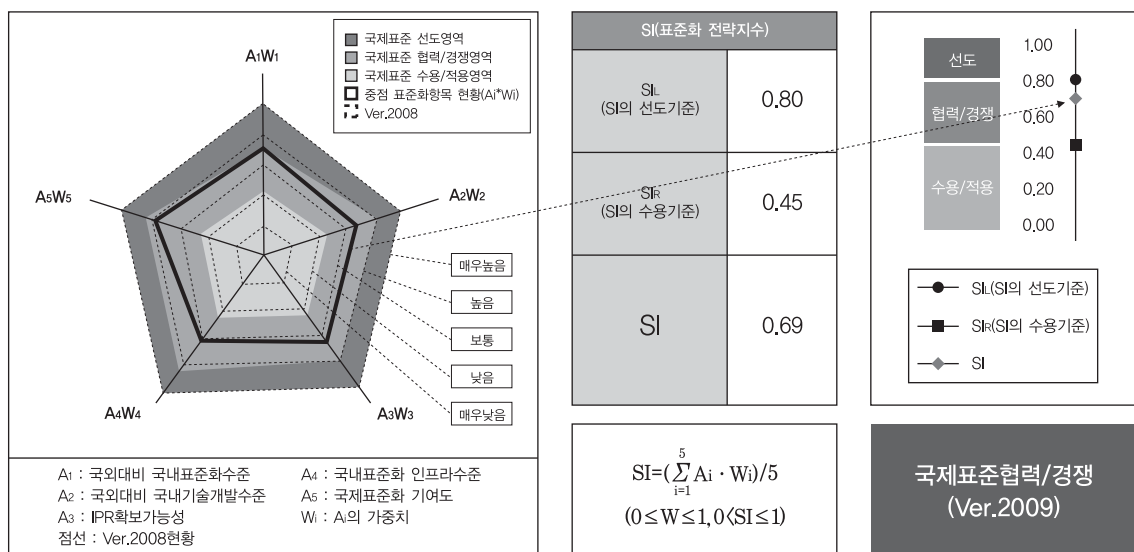 국제표준 선도영역
국제표준 협력/경쟁영역
국제표준 수용/적용영역
중점 표준화항목 현황(Ai*Wi)
Ver.2008
A1W1
A2W2
A3W3
A4W4
A5W5
매우높음
높음
보통
낮음
매우낮음
A1 : 국외대비 국내표준화수준
A2 : 국외대비 국내기술개발수준
A3 : IPR확보가능성
점선 : Ver.2008현황
A4 : 국내표준화 인프라수준
A5 : 국제표준화 기여도
Wi : Ai의 가중치
SI(표준화 전략지수)
SIL
(SI의 선도기준)
0.80
SIR
(SI의 수용기준)
0.45
SI
0.69
SI=(5∑i=1 Ai · Wi)/5
(0≤W≤1, 0〈SI≤1)
선도
협력/경쟁
수용/적용
1.00
0.80
0.60
0.40
0.20
0.00
SIL(SI의 선도기준)
SIR(SI의 수용기준)
SI
국제표준협력/경쟁
(Ver.2009)